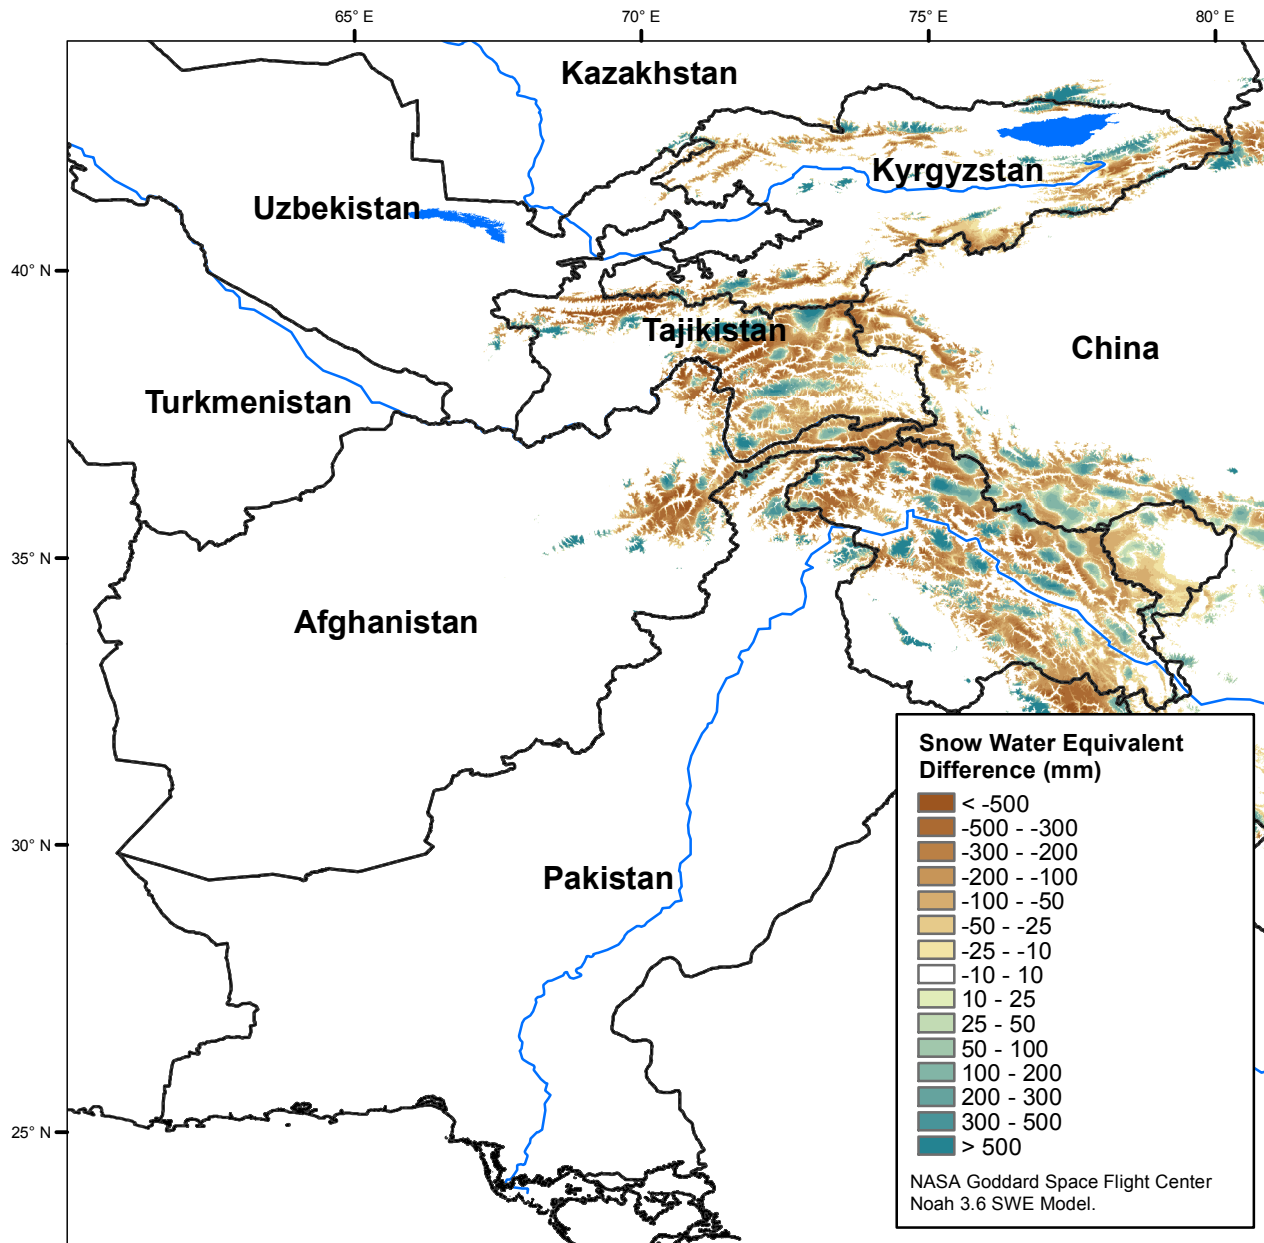 65° E
70° E
75° E
80° E
Kazakhstan
Kyrgyzstan
Uzbekistan
40° N
Tajikistan
China
Turkmenistan
35° N
Afghanistan
Snow Water Equivalent
Difference (mm)
< -500
-500 - -300
-300 - -200
-200 - -100
-100 - -50
-50 - -25
-25 - -10
-10 - 10
10 - 25
25 - 50
50 - 100
100 - 200
200 - 300
300 - 500
> 500
NASA Goddard Space Flight Center
Noah 3.6 SWE Model.
30° N
Pakistan
25° N